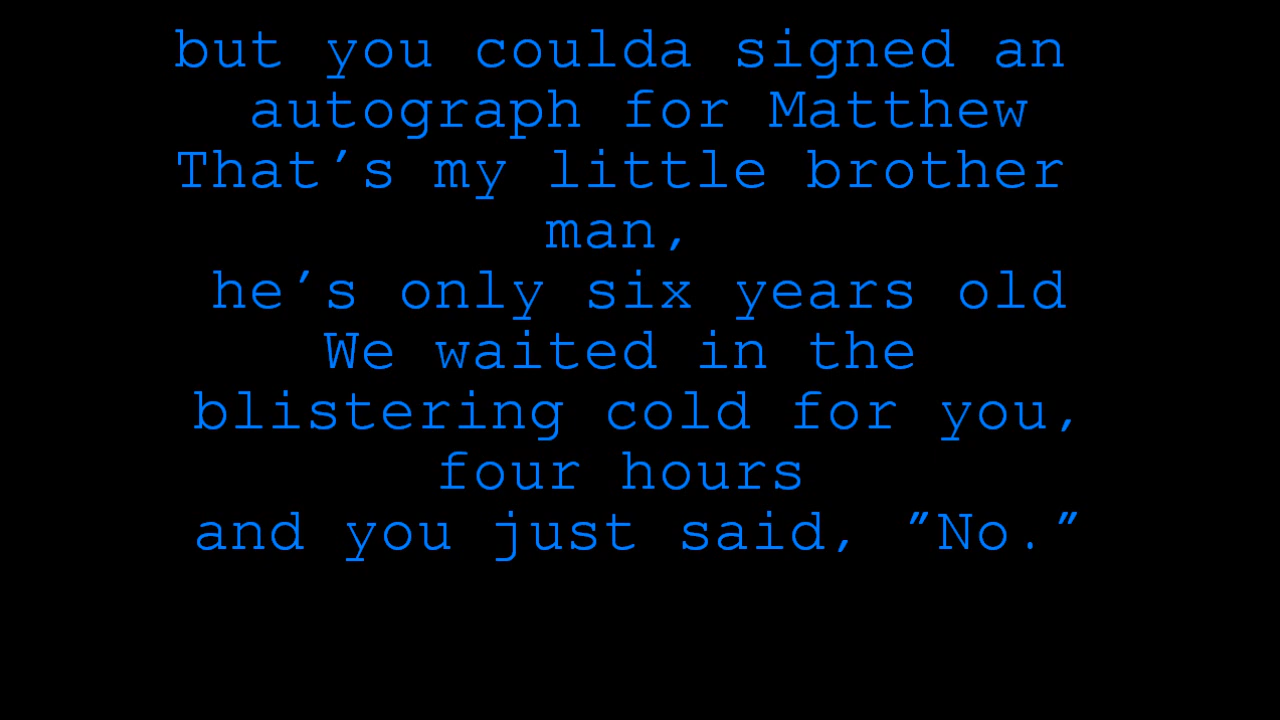 but you coulda signed an
autograph for Matthew
That's my little brother
man,
he's only six years old
We waited in the
blistering cold for you,
four hours
and you just said, "No."